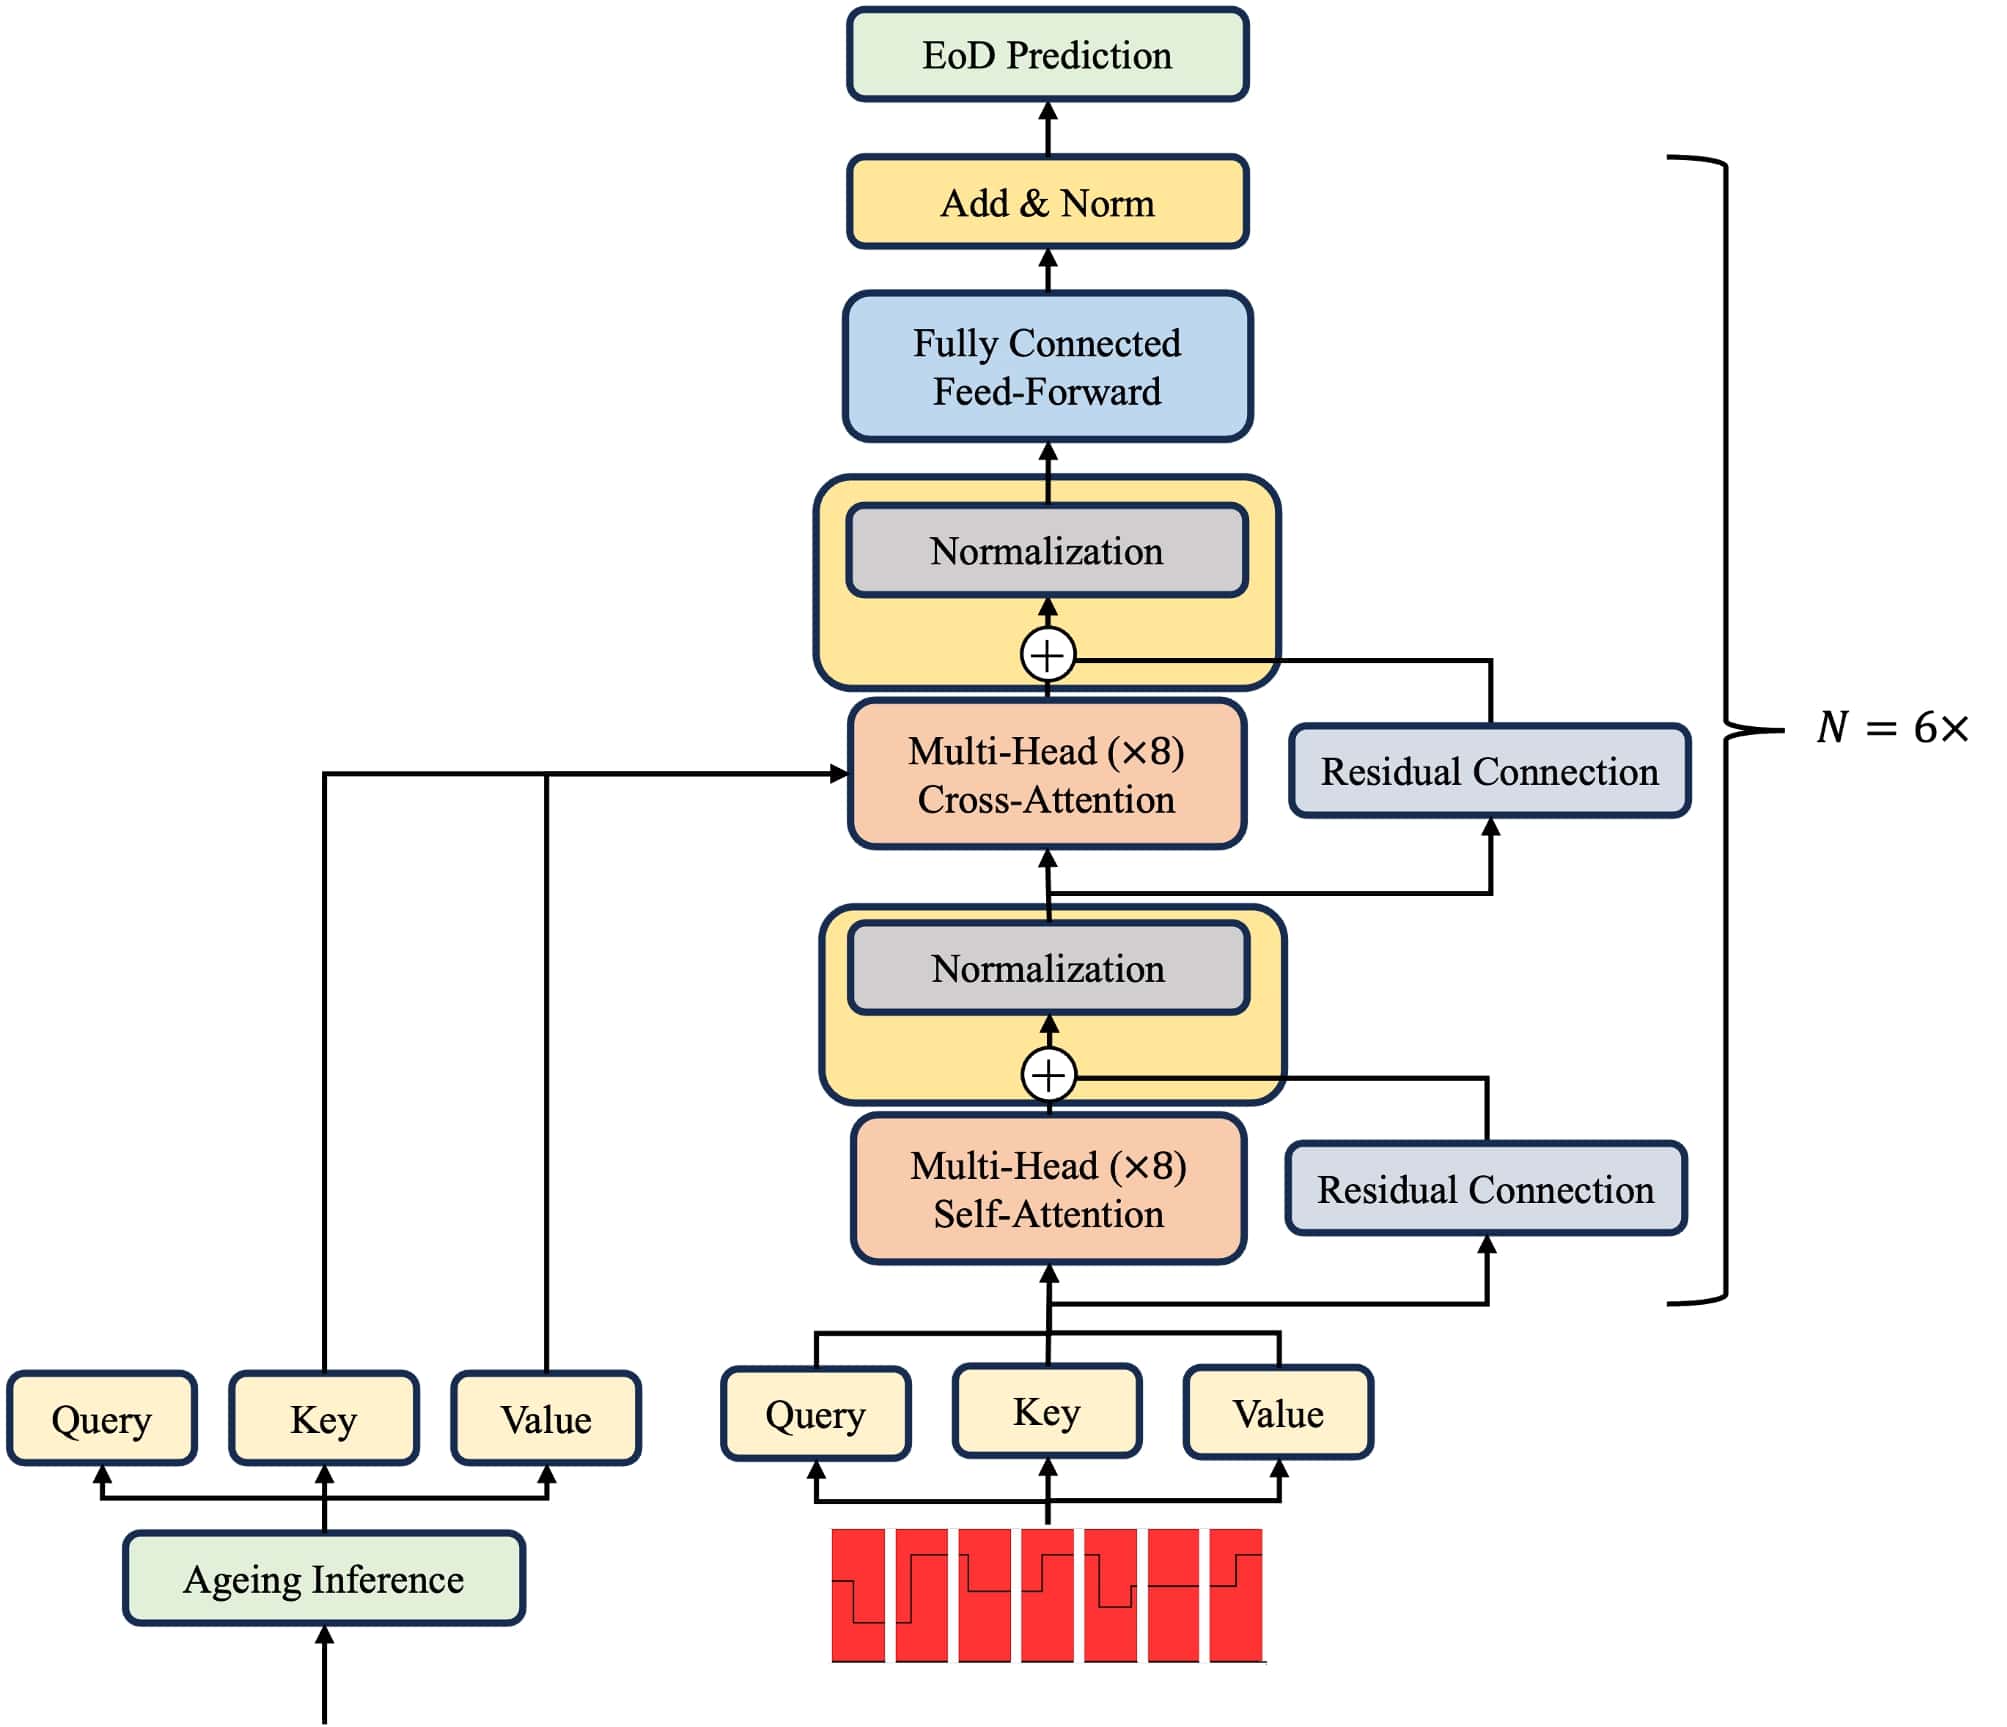 EoD Prediction
Add & Norm
Fully Connected
Feed-Forward
Normalization
+
Multi-Head (×8)
Cross-Attention
Residual Connection
N = 6×
Normalization
+
Multi-Head (×8)
Self-Attention
Residual Connection
Query
Key
Value
Query
Key
Value
Ageing Inference